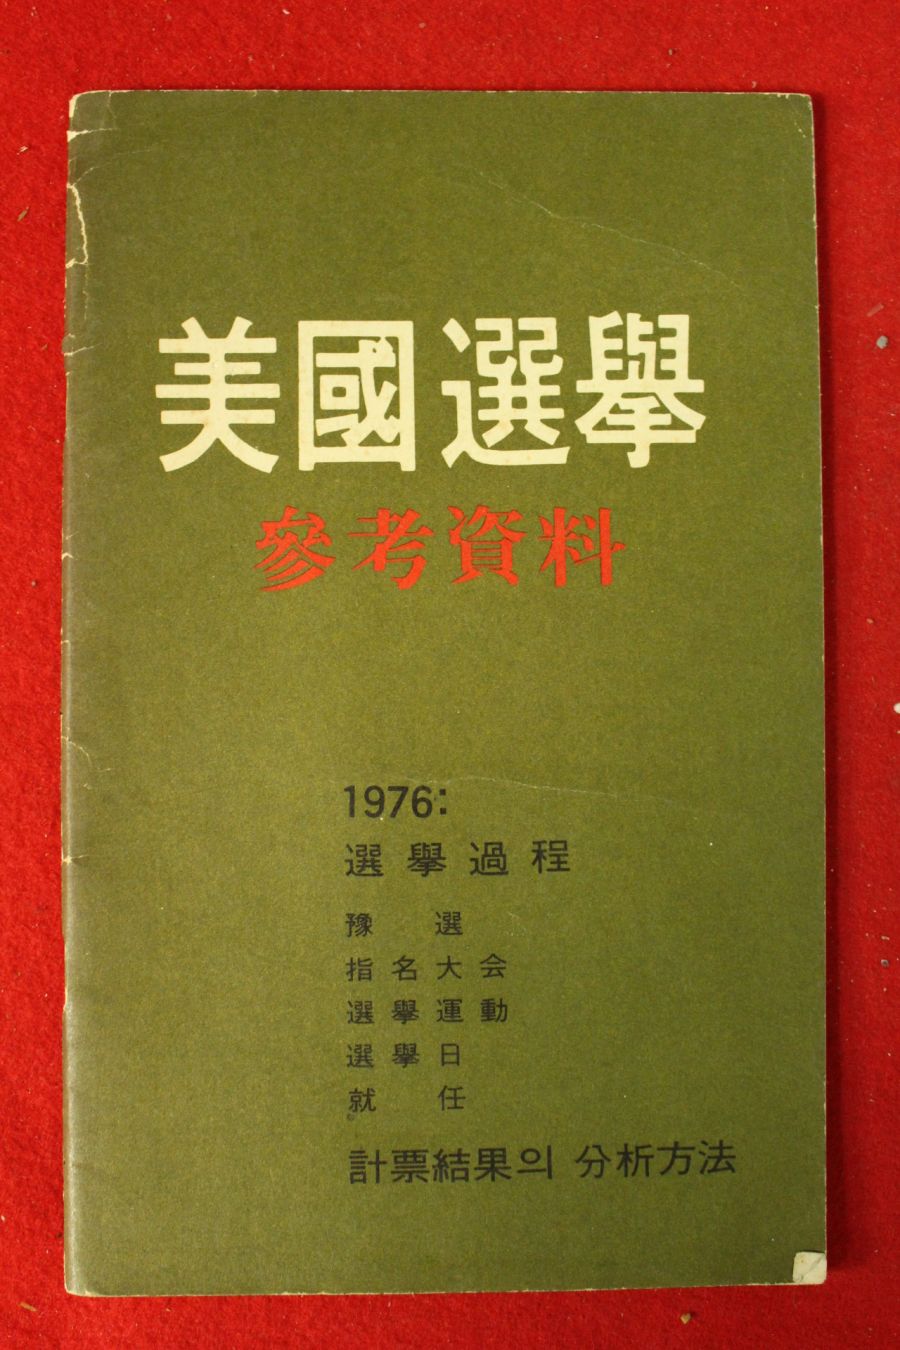 美國選擧
參考資料
1976:
選擧過程
豫選
指名大会
選擧運動
選擧日
就任
計票結果의 分析方法